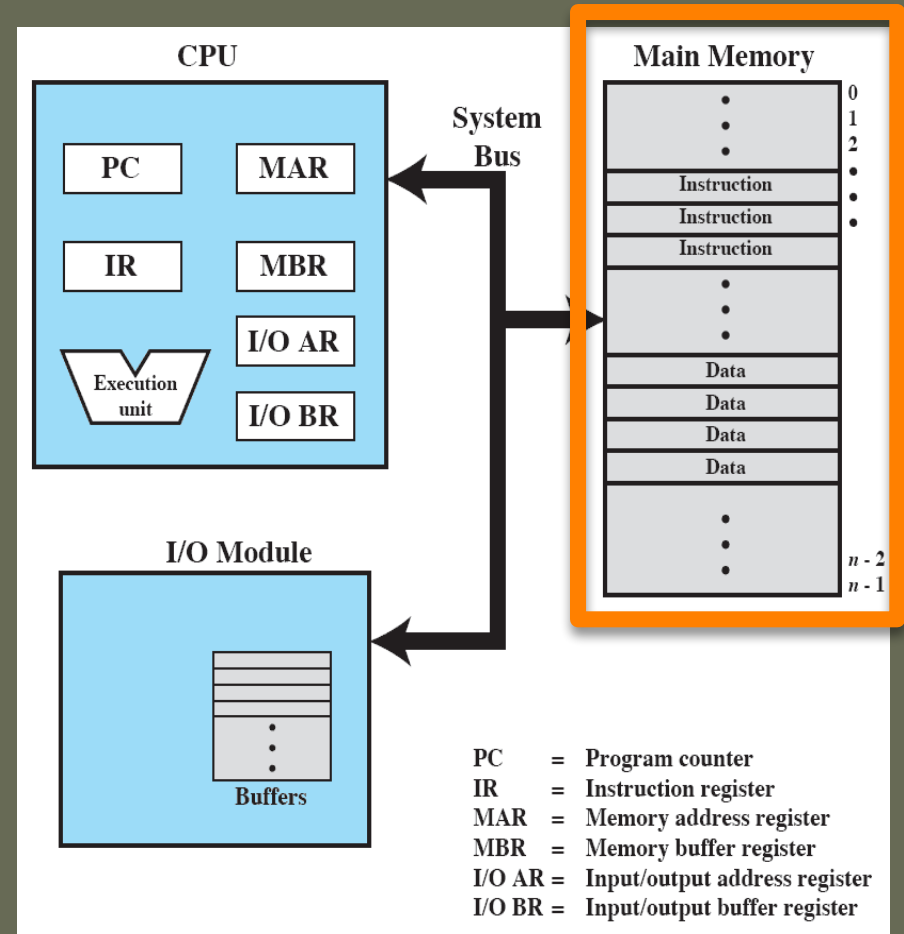 CPU
Main Memory
System
Bus
PC
MAR
IR
MBR
I/O AR
I/O BR
Execution
unit
0
1
2
Instruction
Instruction
Instruction
Data
Data
Data
Data
n - 2
n - 1
I/O Module
Buffers
PC = Program counter
IR = Instruction register
MAR = Memory address register
MBR = Memory buffer register
I/O AR = Input/output address register
I/O BR = Input/output buffer register